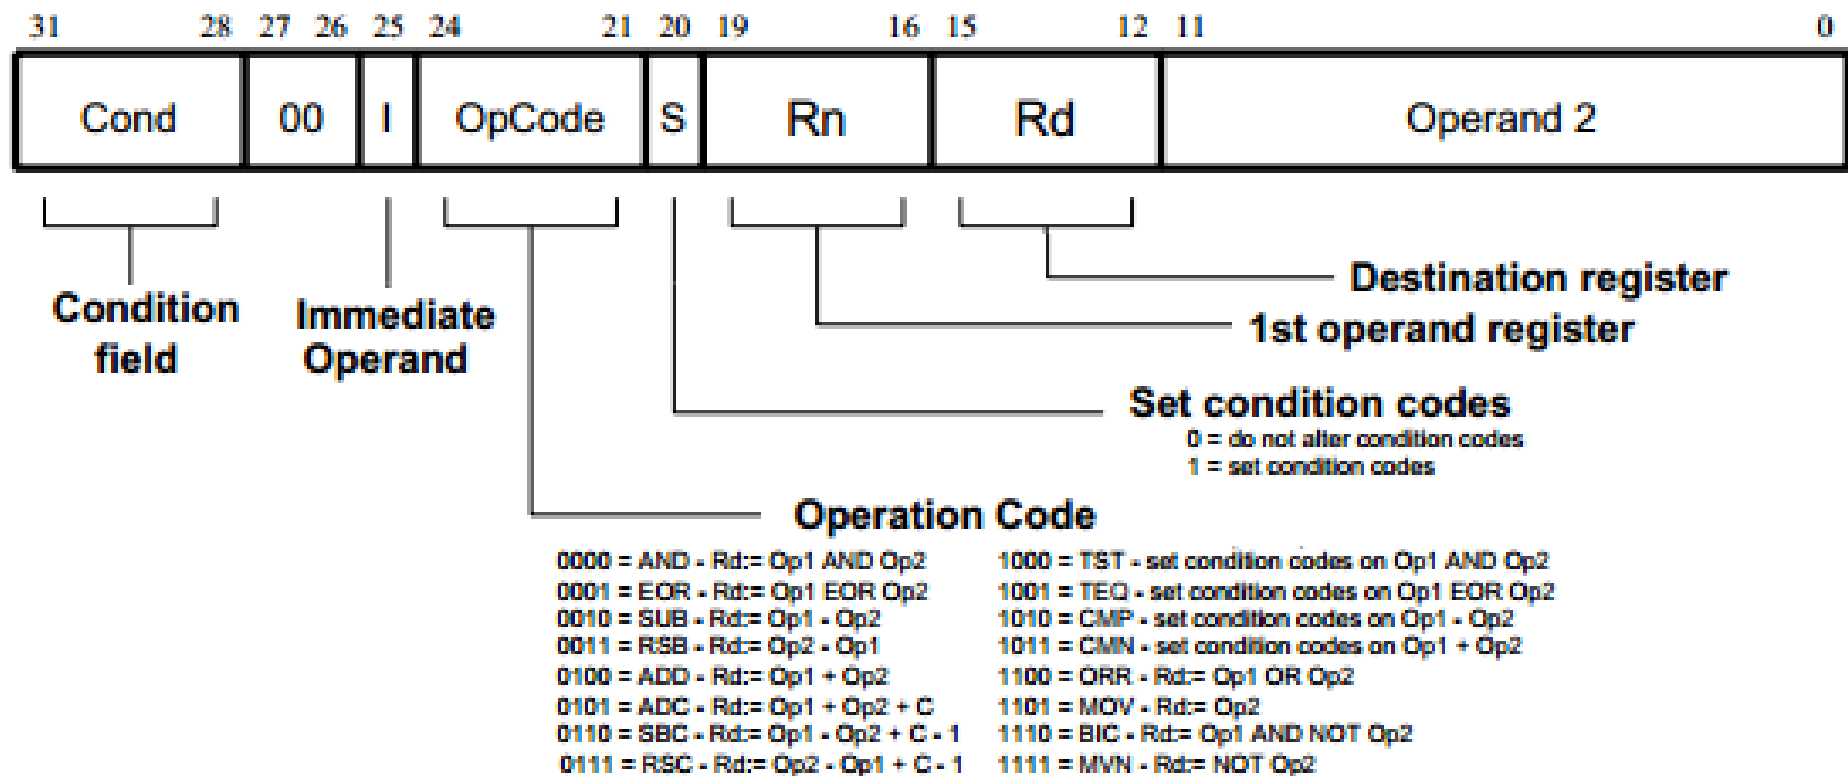 31 28 27 26 25 24 21 20 19 16 15 12 11 0
Cond 00 I OpCode S Rn Rd Operand 2
Destination register
Condition
field
Immediate
Operand
1st operand register
Set condition codes
0 = do not alter condition codes
1 = set condition codes
Operation Code
0000 = AND - Rd:= Op1 AND Op2
0001 = EOR - Rd:= Op1 EOR Op2
0010 = SUB - Rd:= Op1 - Op2
0011 = RSB - Rd:= Op2 - Op1
0100 = ADD - Rd:= Op1 + Op2
0101 = ADC - Rd:= Op1 + Op2 + C
0110 = SBC - Rd:= Op1 - Op2 + C - 1
0111 = RSC - Rd:= Op2 - Op1 + C - 1
1000 = TST - set condition codes on Op1 AND Op2
1001 = TEQ - set condition codes on Op1 EOR Op2
1010 = CMP - set condition codes on Op1 - Op2
1011 = CMN - set condition codes on Op1 + Op2
1100 = ORR - Rd:= Op1 OR Op2
1101 = MOV - Rd:= Op2
1110 = BIC - Rd:= Op1 AND NOT Op2
1111 = MVN - Rd:= NOT Op2